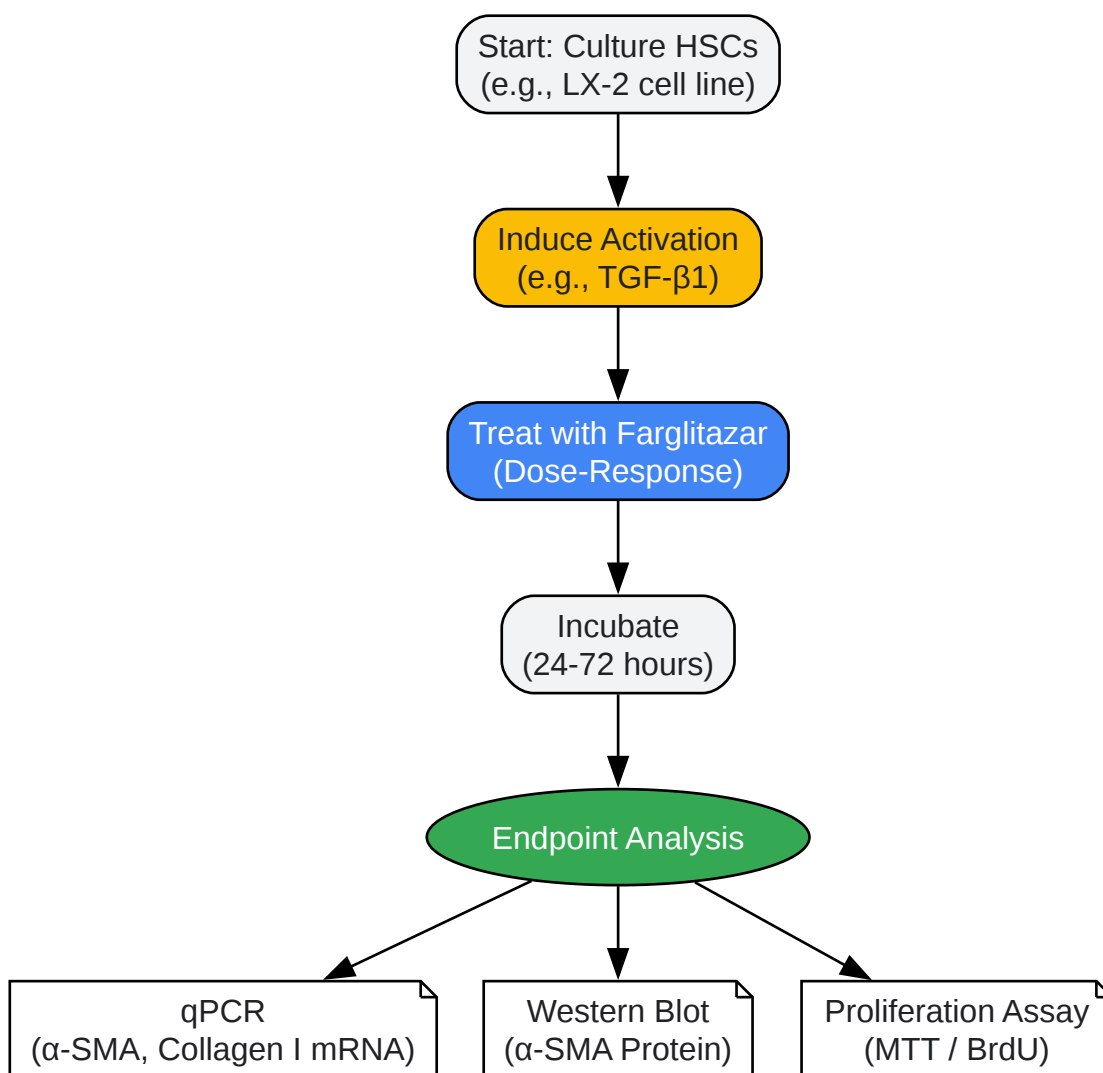 Start: Culture HSCs
(e.g., LX-2 cell line)
Induce Activation
(e.g., TGF-β1)
Treat with Farglitazar
(Dose-Response)
Incubate
(24-72 hours)
Endpoint Analysis
qPCR
(α-SMA, Collagen I mRNA)
Western Blot
(α-SMA Protein)
Proliferation Assay
(MTT / BrdU)